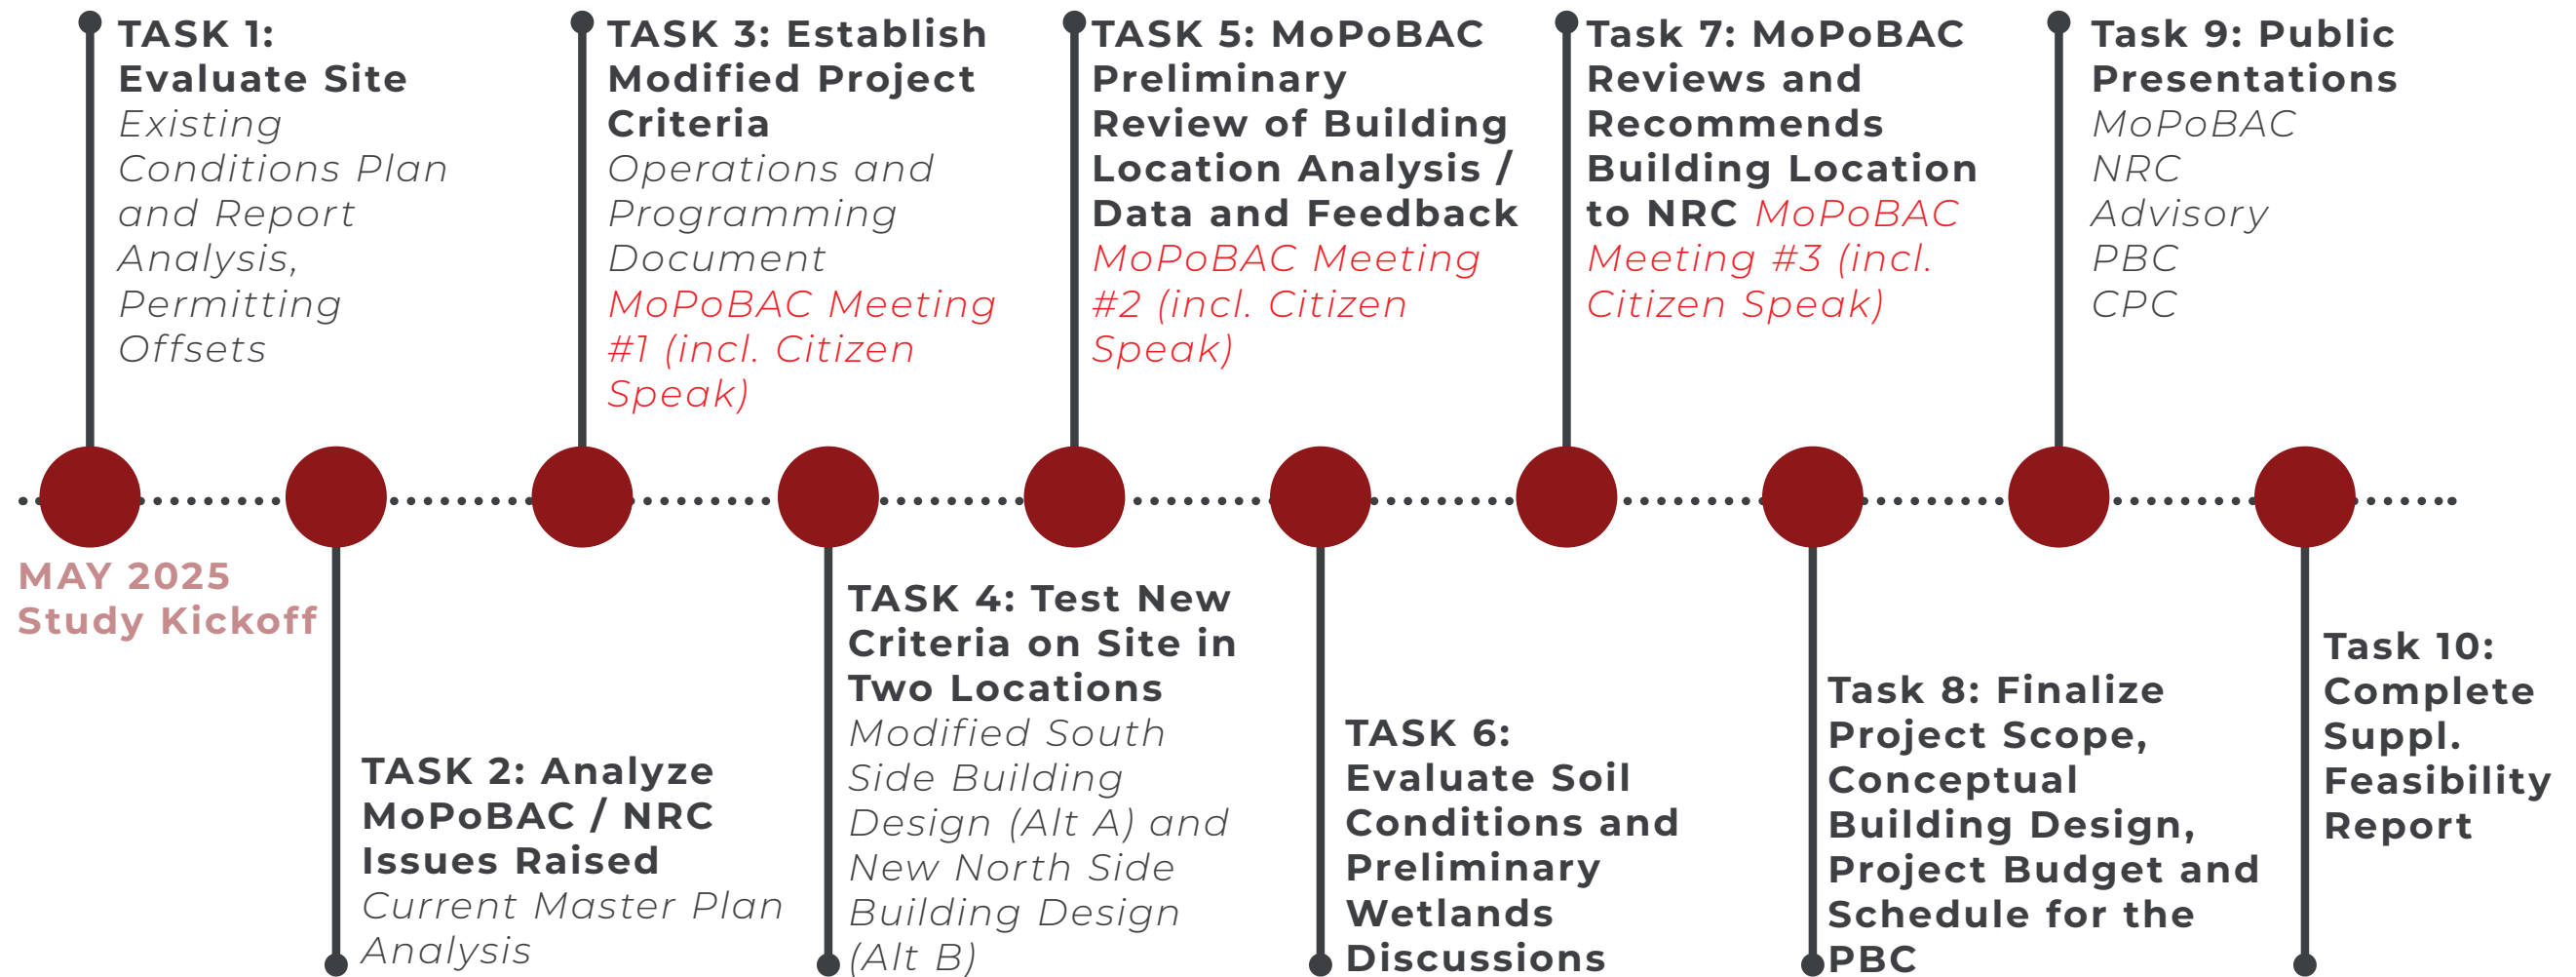 TASK 1:
Evaluate Site
Existing
Conditions Plan
and Report
Analysis,
Permitting
Offsets
MAY 2025
Study Kickoff
TASK 2: Analyze
MoPoBAC / NRC
Issues Raised
Current Master Plan
Analysis
TASK 3: Establish
Modified Project
Criteria
Operations and
Programming
Document
MoPoBAC Meeting
#1 (incl. Citizen
Speak)
TASK 4: Test New
Criteria on Site in
Two Locations
Modified South
Side Building
Design (Alt A) and
New North Side
Building Design
(Alt B)
TASK 5: MoPoBAC
Preliminary
Review of Building
Location Analysis /
Data and Feedback
MoPoBAC Meeting
#2 (incl. Citizen
Speak)
TASK 6:
Evaluate Soil
Conditions and
Preliminary
Wetlands
Discussions
Task 7: MoPoBAC
Reviews and
Recommends
Building Location
to NRC MoPoBAC
Meeting #3 (incl.
Citizen Speak)
Task 8: Finalize
Project Scope,
Conceptual
Building Design,
Project Budget and
Schedule for the
PBC
Task 9: Public
Presentations
MoPoBAC
NRC
Advisory
PBC
CPC
Task 10:
Complete
Suppl.
Feasibility
Report